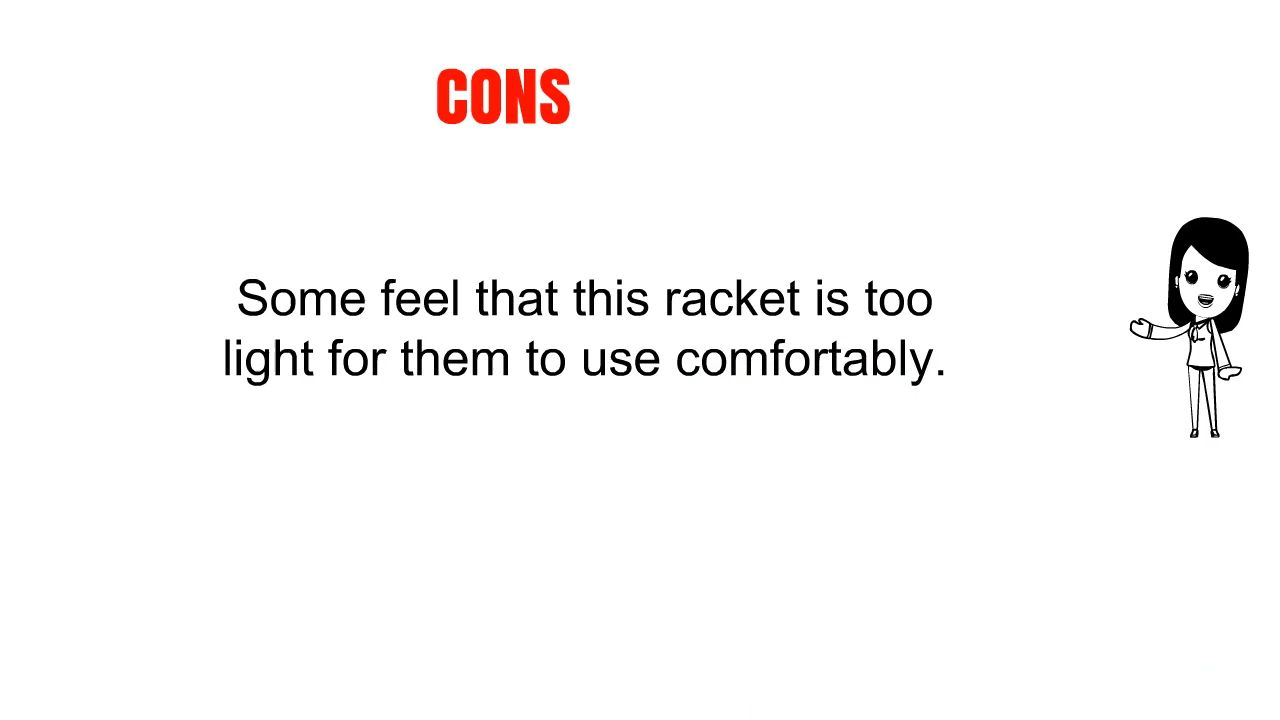 CONS
Some feel that this racket is too
light for them to use comfortably.